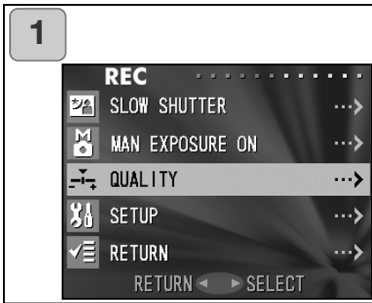 1
REC
SLOW SHUTTER
MAN EXPOSURE ON
QUALITY
SETUP
RETURN
RETURN SELECT